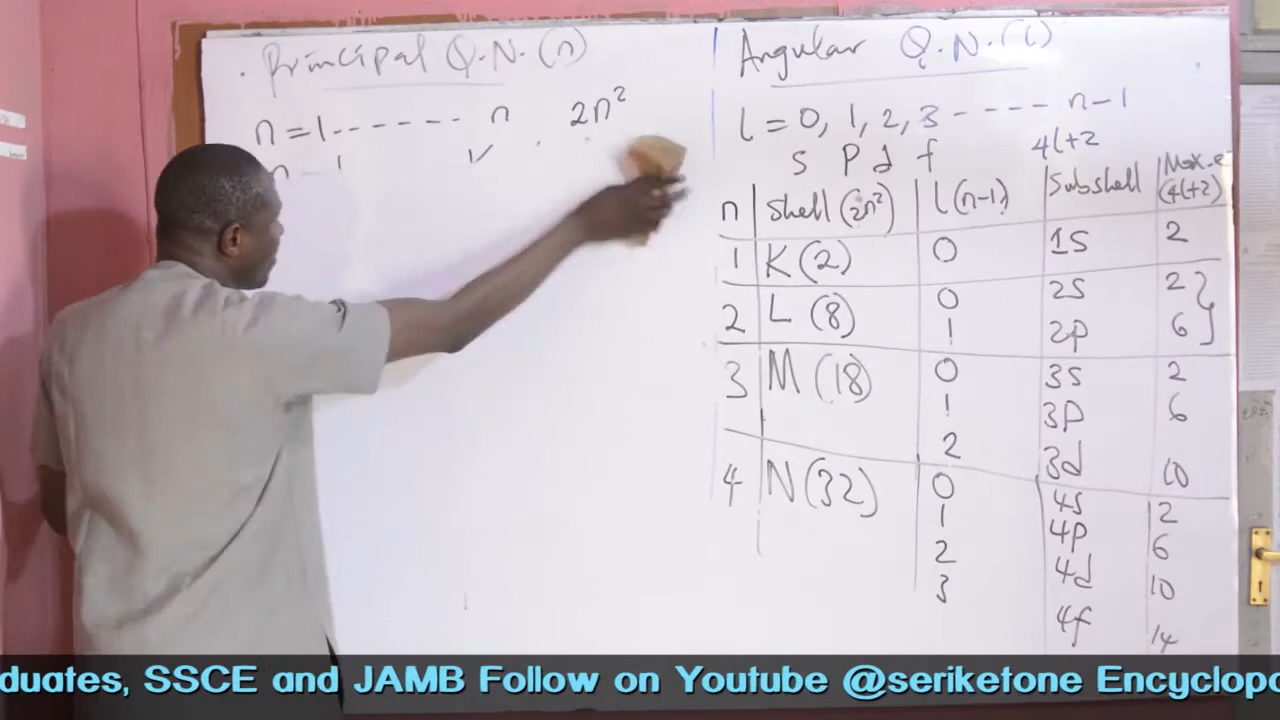 Principal Q.N.(n)
n = 1 ------ n 2n²
n 1
Angular Q.N.(l)
l = 0, 1, 2, 3 ---- n-1
s p d f 4l+2
n Shell (2n²) l (n-1) Subshell Max.e (4l+2)
1 K (2) 0 1s 2
2 L (8) 0 2s 2
1 2p 6
3 M (18) 0 3s 2
1 3p 6
2 3d 10
4 N (32) 0 4s 2
1 4p 6
2 4d 10
3 4f 14
duates, SSCE and JAMB Follow on Youtube @seriketone Encyclop